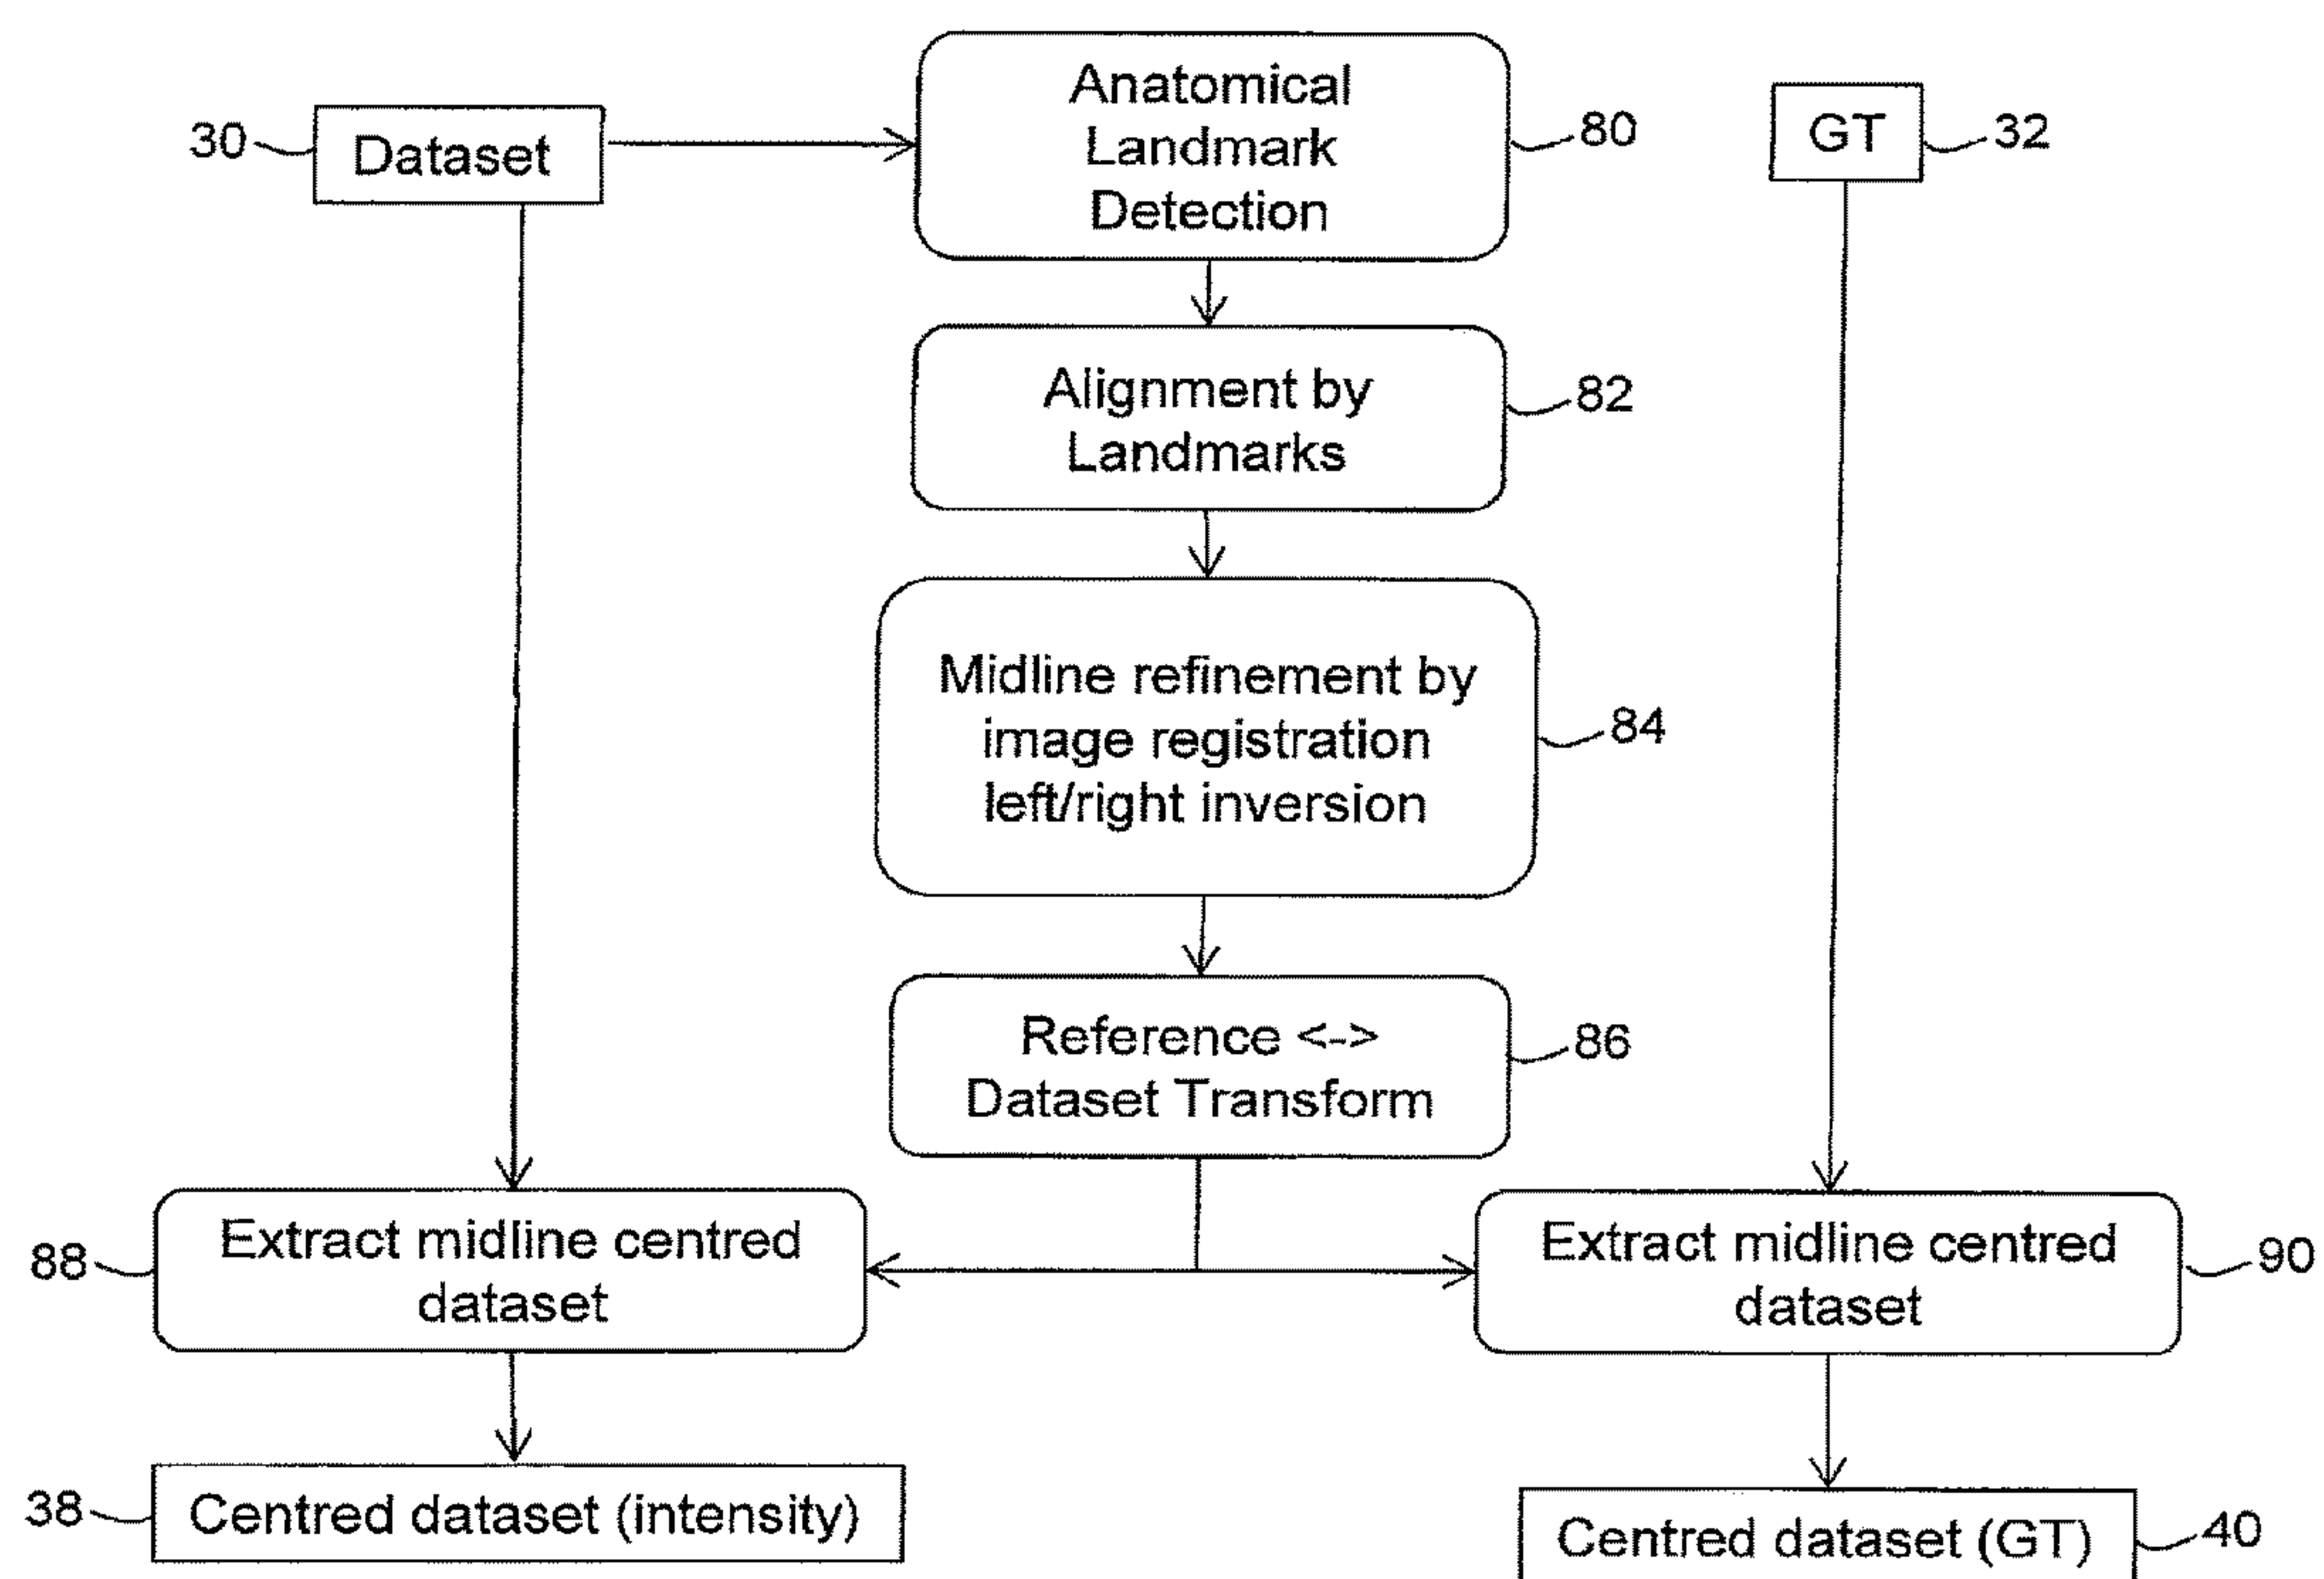 30
Dataset
Anatomical
Landmark
Detection
80
GT
32
Alignment by
Landmarks
82
Midline refinement by
image registration
left/right inversion
84
Reference <->
Dataset Transform
86
88
Extract midline centred
dataset
Extract midline centred
dataset
90
38
Centred dataset (intensity)
Centred dataset (GT)
40